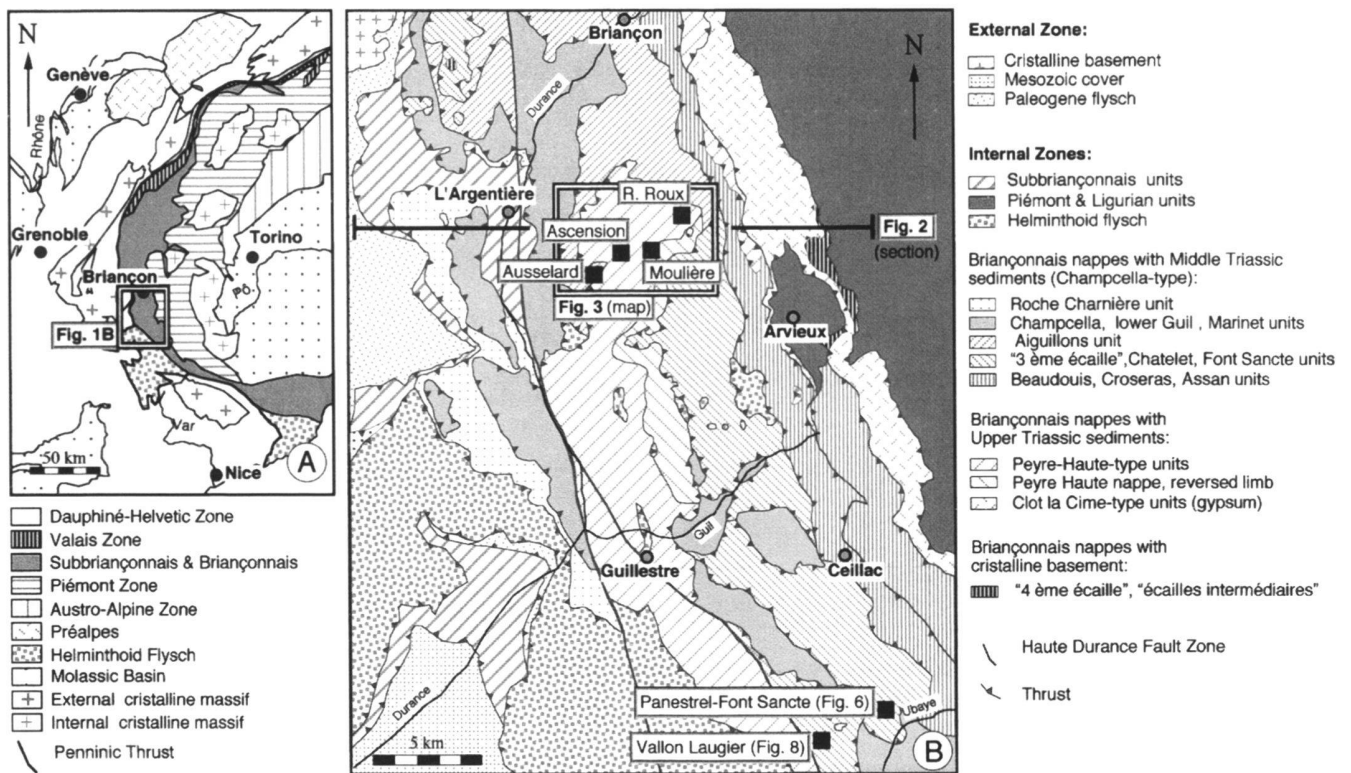 N
Genève
Rhône
Grenoble
Torino
Briançon
Pô
Fig. 1B
Var
Nice
50 km
A
Dauphiné-Helvetic Zone
Valais Zone
Subbriançonnais & Briançonnais
Piémont Zone
Austro-Alpine Zone
Préalpes
Helminthoid Flysch
Molassic Basin
External cristalline massif
Internal cristalline massif
Penninic Thrust
Briançon
N
Durance
L'Argentière
R. Roux
Ascension
Fig. 2
(section)
Ausselard
Moulière
Fig. 3 (map)
Arvieux
Guil
Guillestre
Ceillac
Durance
Panestrel-Font Sancte (Fig. 6)
Ubaye
Vallon Laugier (Fig. 8)
5 km
B
External Zone:
Cristalline basement
Mesozoic cover
Paleogene flysch
Internal Zones:
Subbriançonnais units
Piémont & Ligurian units
Helminthoid flysch
Briançonnais nappes with Middle Triassic
sediments (Champcella-type):
Roche Charnière unit
Champcella, lower Guil , Marinet units
Aiguillons unit
“3 ème écaille”,Chatelet, Font Sancte units
Beaudouis, Croseras, Assan units
Briançonnais nappes with
Upper Triassic sediments:
Peyre-Haute-type units
Peyre Haute nappe, reversed limb
Clot la Cime-type units (gypsum)
Briançonnais nappes with
cristalline basement:
“4 ème écaille”, “écailles intermédiaires”
Haute Durance Fault Zone
Thrust